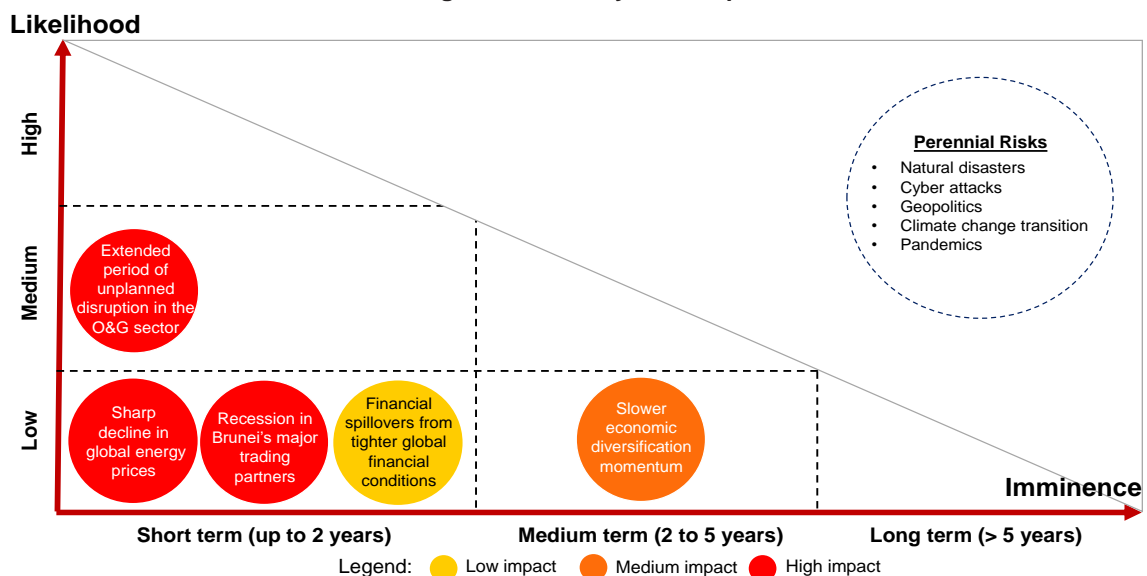 Likelihood
High
Medium
Low
Perennial Risks
• Natural disasters
• Cyber attacks
• Geopolitics
• Climate change transition
• Pandemics
Extended
period of
unplanned
disruption in the
O&G sector
Sharp
decline in
global energy
prices
Recession in
Brunei's major
trading
partners
Financial
spillovers from
tighter global
financial
conditions
Slower
economic
diversification
momentum
Imminence
Short term (up to 2 years)
Medium term (2 to 5 years)
Long term (> 5 years)
Legend:
Low impact
Medium impact
High impact